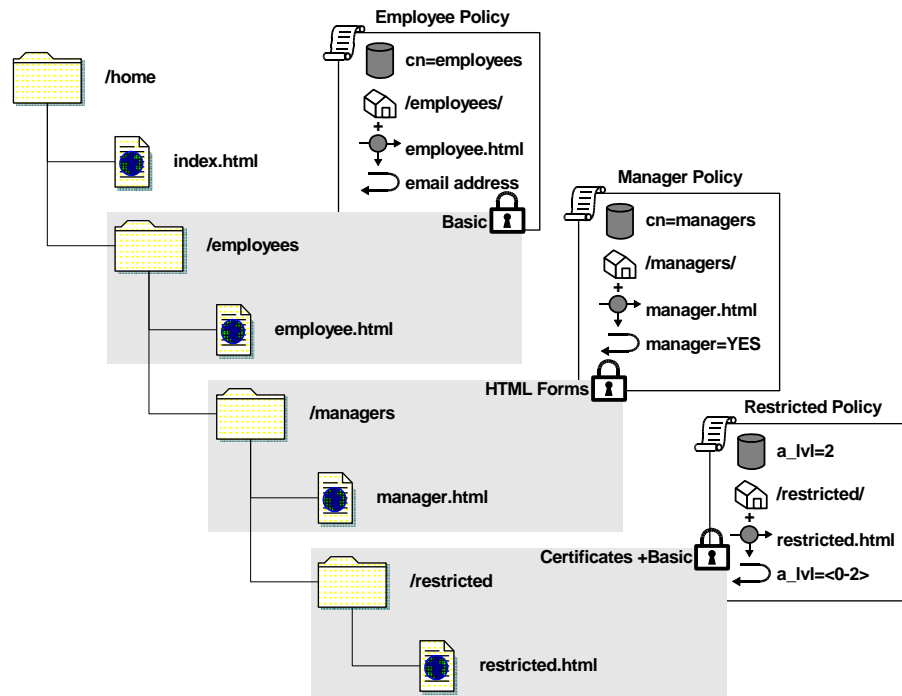 Employee Policy
cn=employees
/home
/employees/
+
employee.html
index.html
email address
Manager Policy
Basic
cn=managers
/employees
/managers/
+
manager.html
employee.html
manager=YES
HTML Forms
Restricted Policy
/managers
a_lvl=2
/restricted/
manager.html
+
restricted.html
Certificates +Basic
/restricted
a_lvl=<0-2>
restricted.html